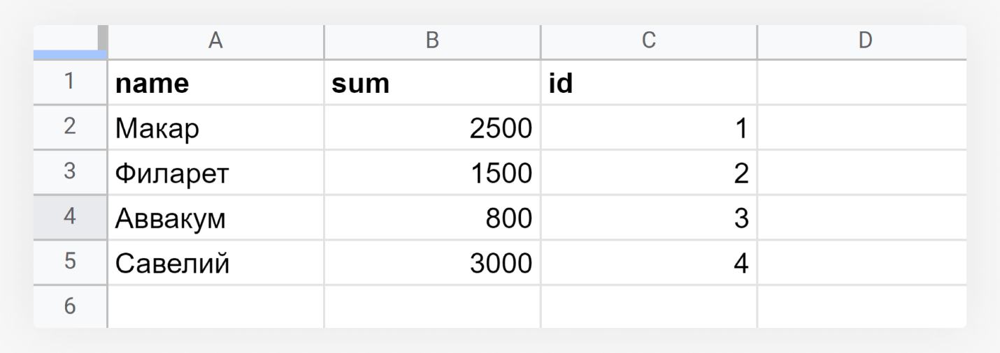 A B C D
1 name sum id
2 Макар 2500 1
3 Филарет 1500 2
4 Аввакум 800 3
5 Савелий 3000 4
6